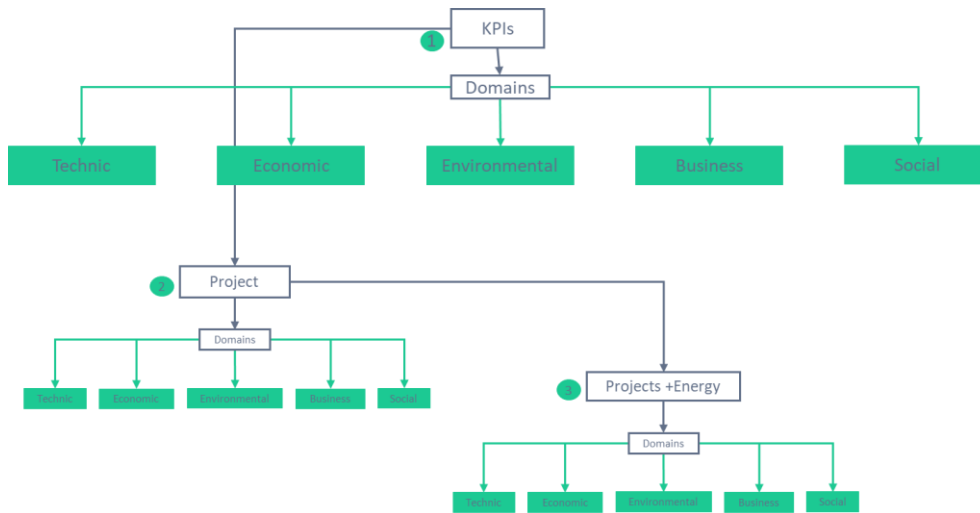 KPIs
1
Domains
Technic
Economic
Environmental
Business
Social
Project
2
Domains
Technic
Economic
Environmental
Business
Social
Projects +Energy
3
Domains
Technic
Economic
Environmental
Business
Social